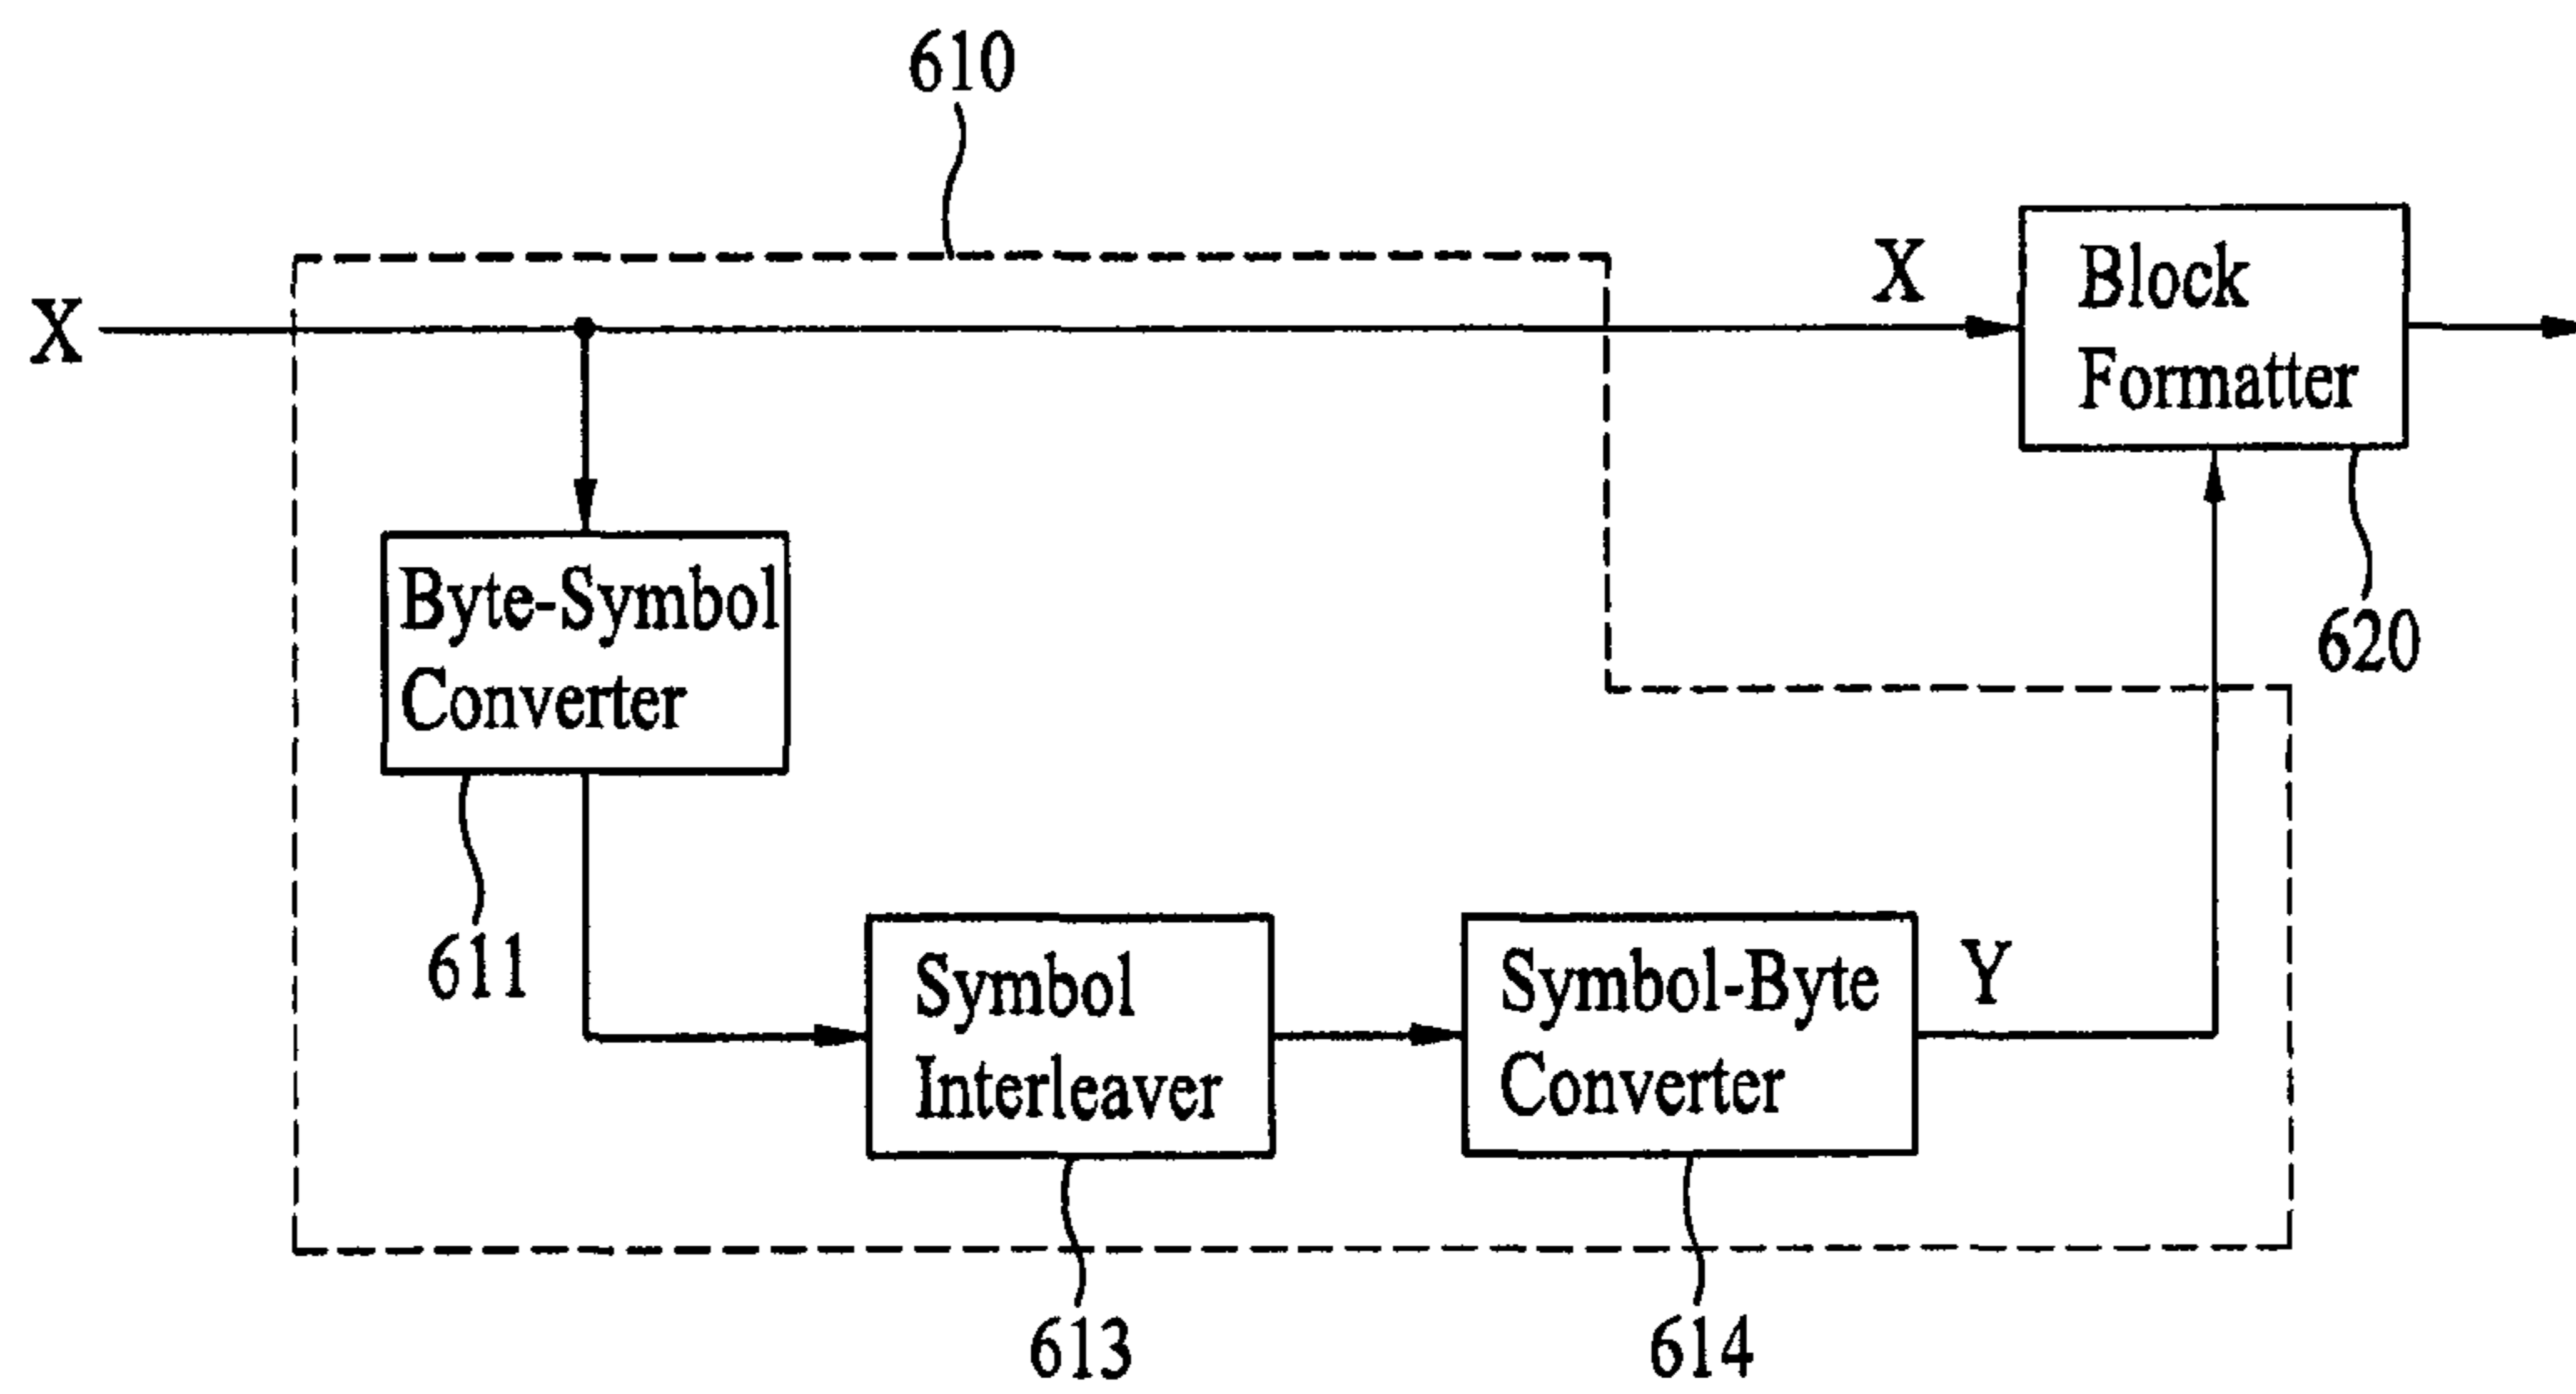 610
X
X
Block
Formatter
Byte-Symbol
Converter
620
611
Symbol
Interleaver
Symbol-Byte
Converter
Y
613
614